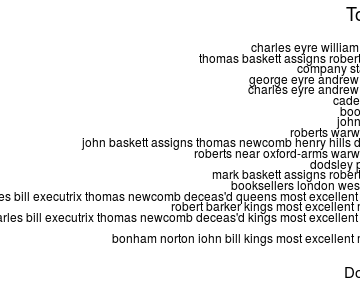 To
charles eyre william
thomas baskett assigns robert
company st
george eyre andrew
charles eyre andrew
cade
boo
john
roberts warw
john baskett assigns thomas newcomb henry hills d
roberts near oxford-arms warw
dodsley p
mark baskett assigns robert
booksellers london wes
es bill executrix thomas newcomb deceas'd queens most excellent
robert barker kings most excellent
arles bill executrix thomas newcomb deceas'd kings most excellent
bonham norton iohn bill kings most excellent
Do